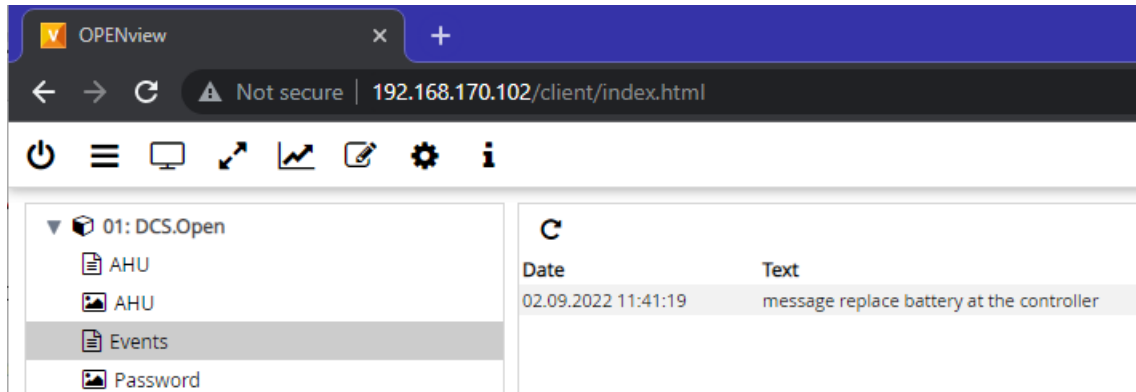 OPENview
Not secure | 192.168.170.102/client/index.html
01: DCS.Open
AHU
AHU
Events
Password
Date Text
02.09.2022 11:41:19 message replace battery at the controller